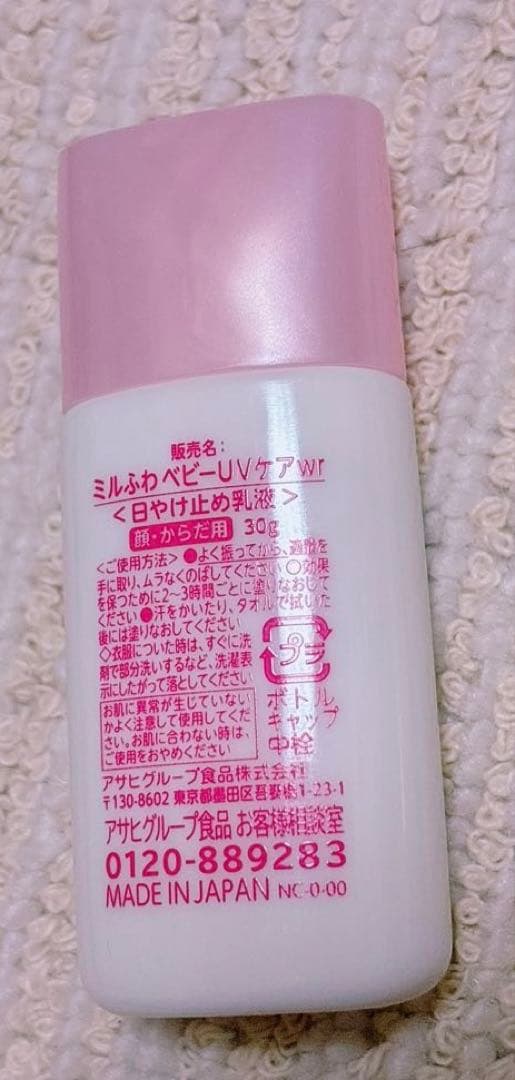 販売名:
ミルふわ ベビーUVケアwr
<日やけ止め乳液>
顔・からだ用 30g
<ご使用方法> ●よく振ってから、適量を
手に取り、ムラなくのばしてください ●効果
を保つために2~3時間ごとに塗りなおして
ください ●汗をかいたり、タオルで拭いた
後には塗りなおしてください
◇衣服についた時は、すぐに洗
剤で部分洗いするなど、洗濯表
示にしたがって落としてください
プラ
ボトル
キャップ
中栓
お肌に異常が生じていない
かよく注意して使用してくだ
さい。お肌に合わない時は、
ご使用をおやめください
アサヒグループ食品株式会社
〒130-8602 東京都墨田区吾妻橋1-23-1
アサヒグループ食品 お客様相談室
0120-889283
MADE IN JAPAN NC-0-00